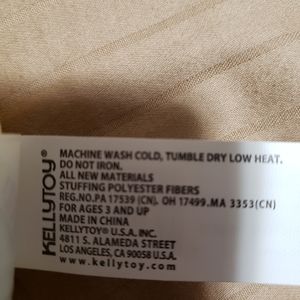 KELLYTOY®
MACHINE WASH COLD, TUMBLE DRY LOW HEAT.
DO NOT IRON.
ALL NEW MATERIALS
STUFFING POLYESTER FIBERS
REG.NO.PA 17539 (CN). OH 17499.MA 3353(CN)
FOR AGES 3 AND UP
MADE IN CHINA
KELLYTOY® U.S.A. INC.
4811 S. ALAMEDA STREET
LOS ANGELES, CA 90058 U.S.A.
www.kellytoy.com